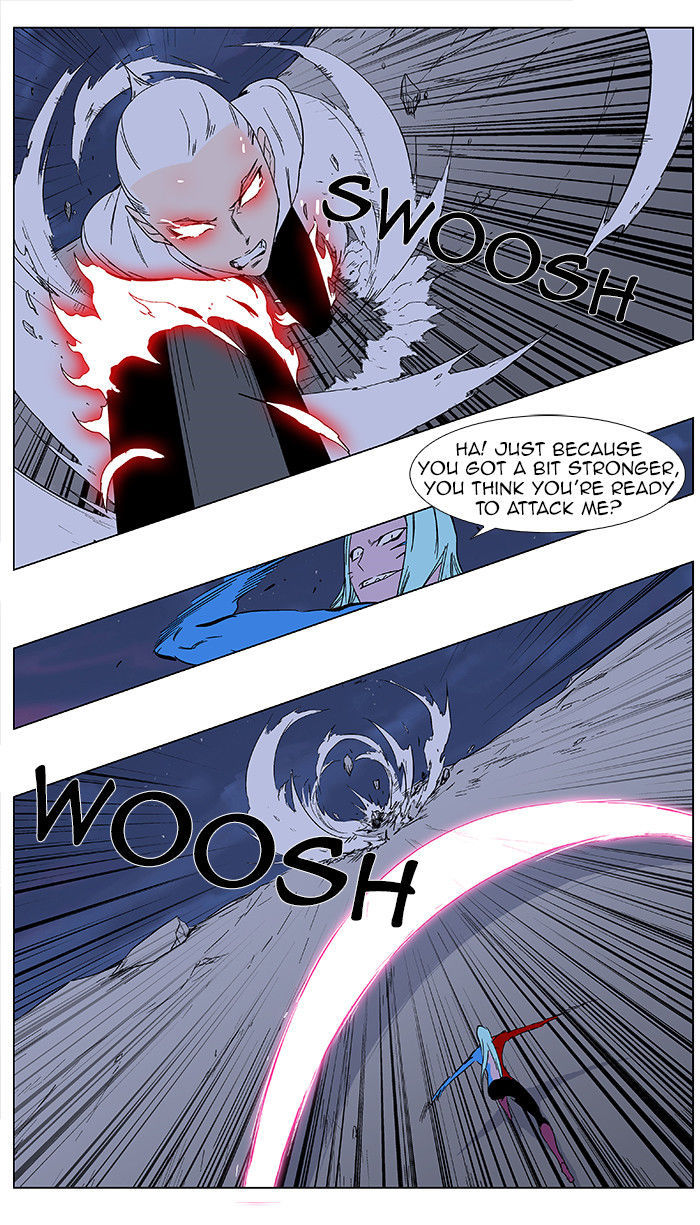 SWOOSH
HA! JUST BECAUSE
YOU GOT A BIT STRONGER,
YOU THINK YOU'RE READY
TO ATTACK ME?
WOOSH